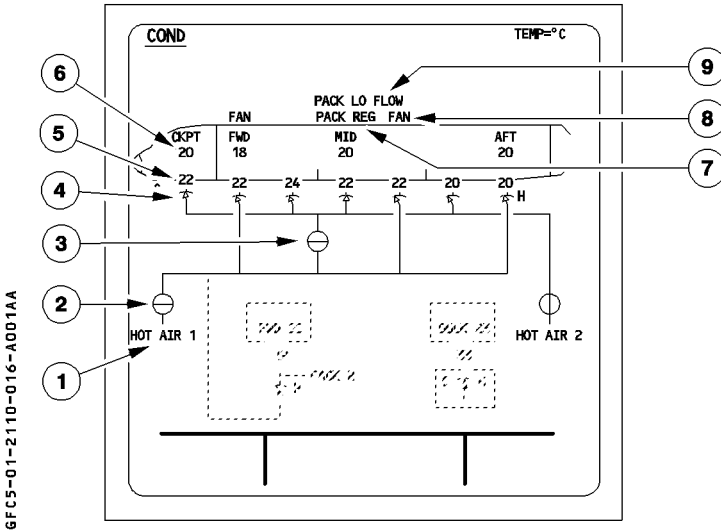 COND TEMP=°C
9
6
PACK LO FLOW
8
FAN PACK REG FAN
5
CKPT FWD MID AFT
20 18 20 20
7
22 22 24 22 22 20 20
4
H
3
2
HOT AIR 1 HOT AIR 2
1
GFC5-01-2110-016-A001AA